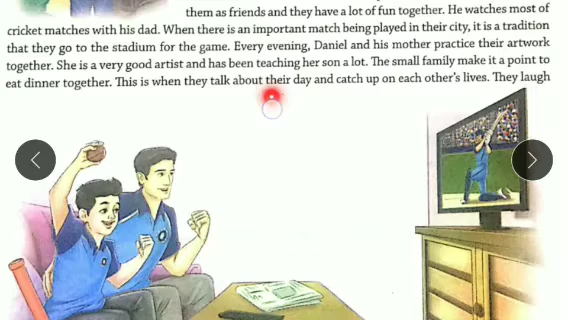 them as friends and they have a lot of fun together. He watches most of
cricket matches with his dad. When there is an important match being played in their city, it is a tradition
that they go to the stadium for the game. Every evening, Daniel and his mother practice their artwork
together. She is a very good artist and has been teaching her son a lot. The small family make it a point to
eat dinner together. This is when they talk about their day and catch up on each other's lives. They laugh